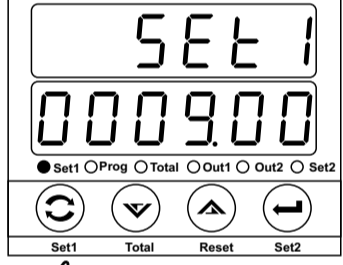 SEt 1
0009.00
Set1 Prog Total Out1 Out2 Set2
Set1 Total Reset Set2